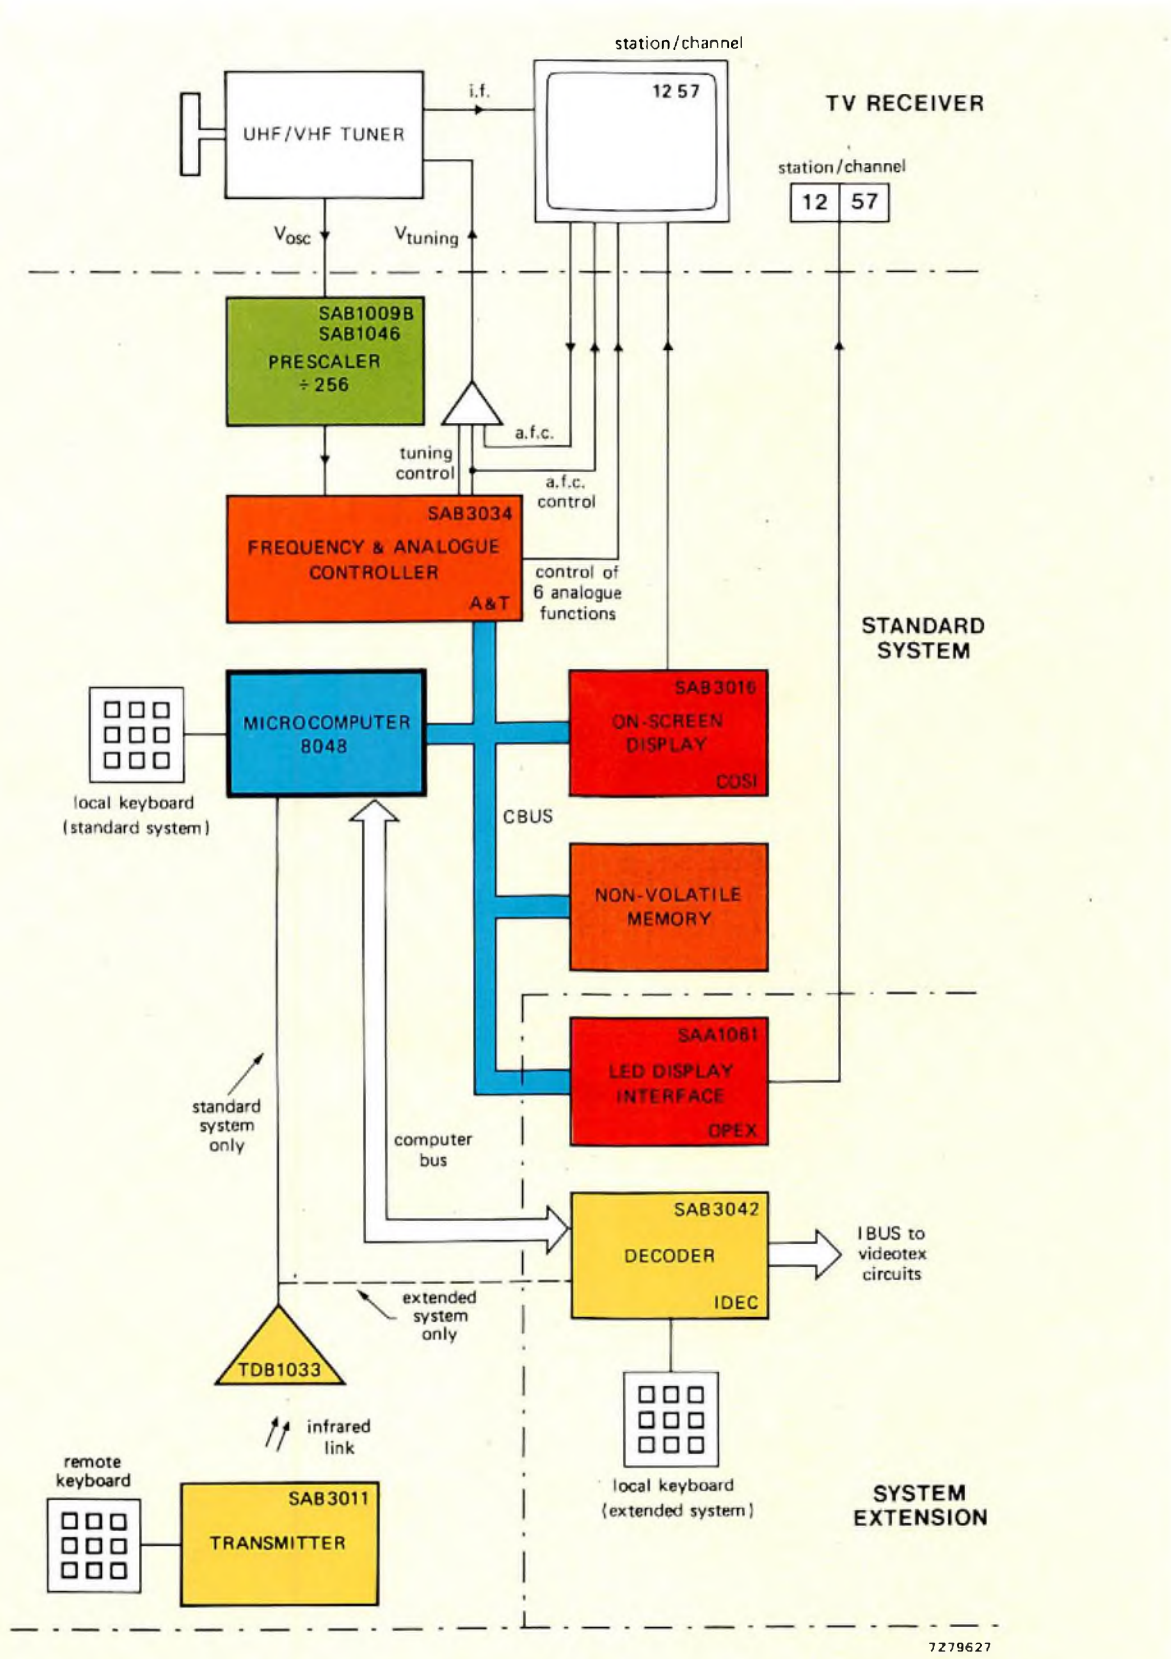 station/channel
i.f.
12 57
TV RECEIVER
UHF/VHF TUNER
station/channel
12 57
Vosc
Vtuning
SAB1009B
SAB1046
PRESCALER
÷256
a.f.c.
tuning
control
a.f.c.
control
SAB3034
FREQUENCY & ANALOGUE
CONTROLLER
A&T
control of
6 analogue
functions
STANDARD
SYSTEM
MICROCOMPUTER
8048
SAB3016
ON-SCREEN
DISPLAY
COSI
local keyboard
(standard system)
CBUS
NON-VOLATILE
MEMORY
SAA1061
LED DISPLAY
INTERFACE
OPEX
standard
system
only
computer
bus
SAB3042
DECODER
IDEC
IBUS to
videotex
circuits
extended
system
only
TDB1033
infrared
link
remote
keyboard
SAB3011
TRANSMITTER
local keyboard
(extended system)
SYSTEM
EXTENSION
7279627